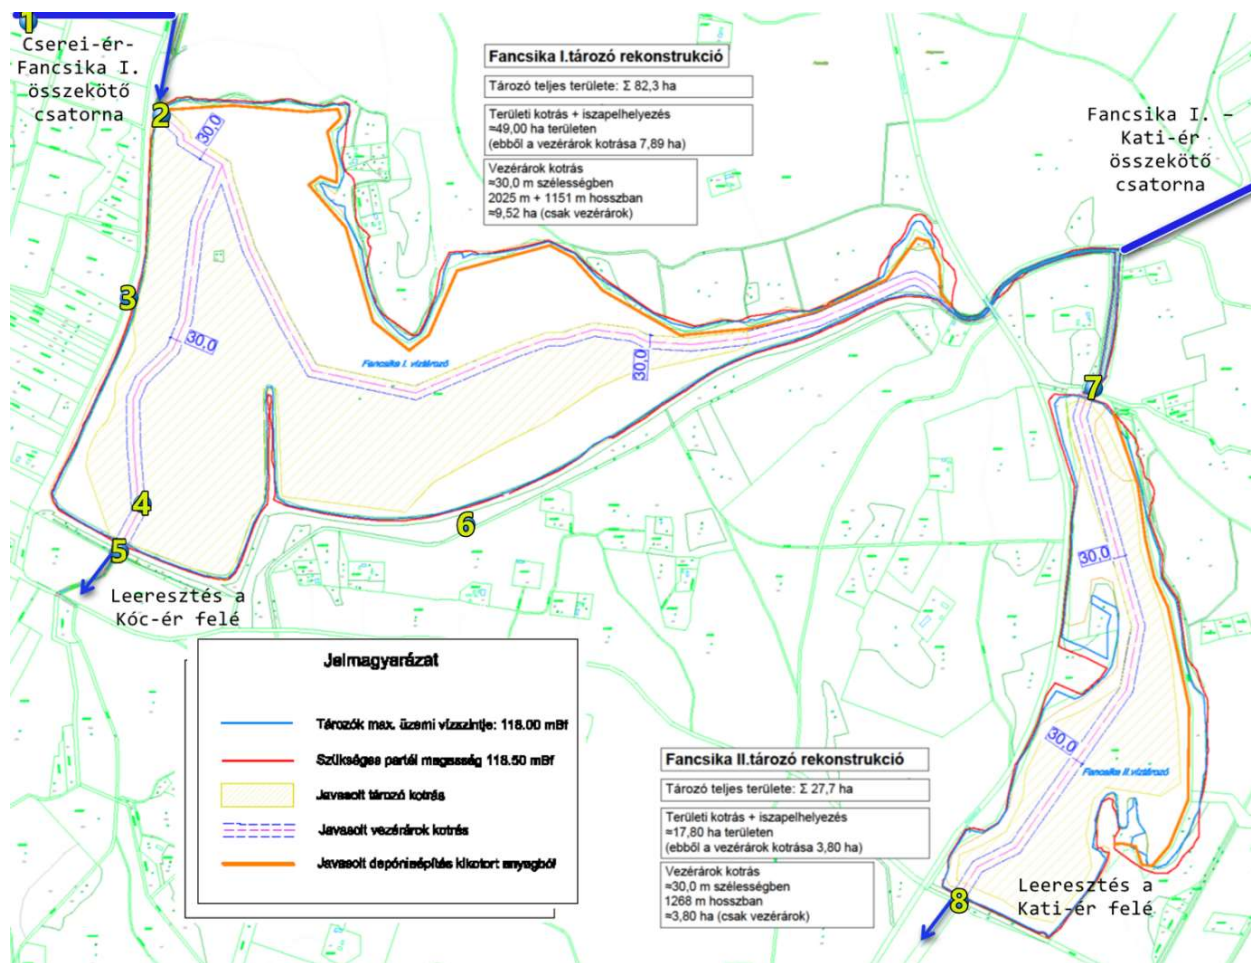 1
Cserei-ér-
Fancsika I.
összekötő
csatorna
2
30,0
Fancsika I.tározó rekonstrukció
Tározó teljes területe: Σ 82,3 ha
Területi kotrás + iszapelhelyezés
≈49,00 ha területen
(ebből a vezérárok kotrása 7,89 ha)
Vezérárok kotrás
≈30,0 m szélességben
2025 m + 1151 m hosszban
≈9,52 ha (csak vezérárok)
Fancsika I. –
Kati-ér
összekötő
csatorna
3
30,0
Fancsika I. víztározó
30,0
7
4
5
6
Leeresztés a
Kóc-ér felé
30,0
Jelmagyarázat
Tározók max. üzemi vízszintje: 118.00 mBf
Szükséges partél magasság 118.50 mBf
Javasolt tározó kotrás
Javasolt vezérárok kotrás
Javasolt depóniaépítés kikotort anyagból
30,0
Fancsika II.víztározó
Fancsika II.tározó rekonstrukció
Tározó teljes területe: Σ 27,7 ha
Területi kotrás + iszapelhelyezés
≈17,80 ha területen
(ebből a vezérárok kotrása 3,80 ha)
Vezérárok kotrás
≈30,0 m szélességben
1268 m hosszban
≈3,80 ha (csak vezérárok)
Leeresztés a
Kati-ér felé
8